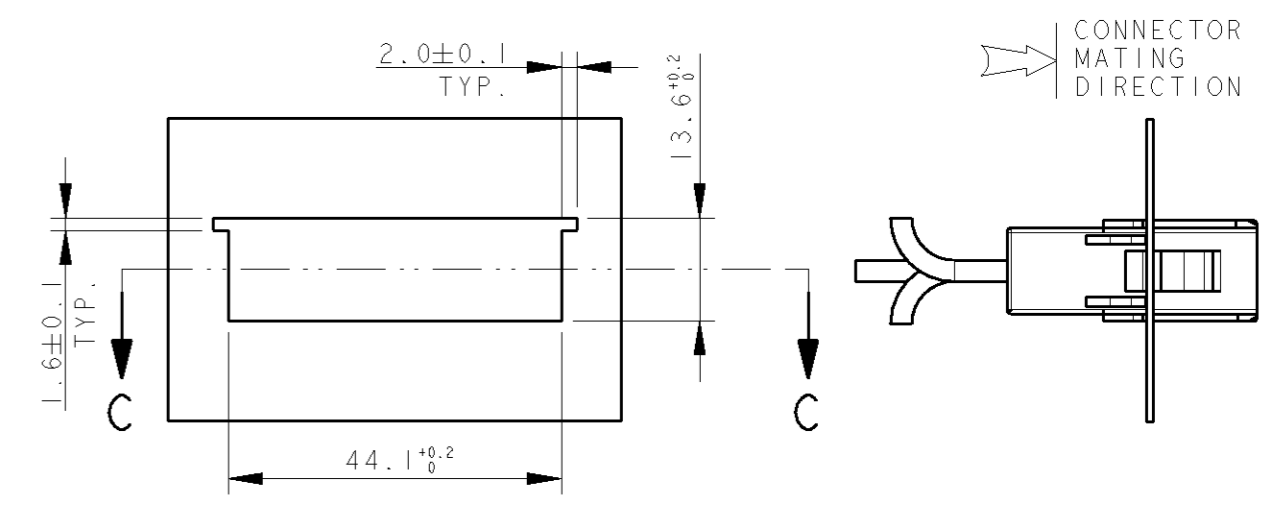 2.0±0.1
TYP.
13.6 +0.2 0
CONNECTOR
MATING
DIRECTION
1.6±0.1
TYP.
C
C
44.1 +0.2 0